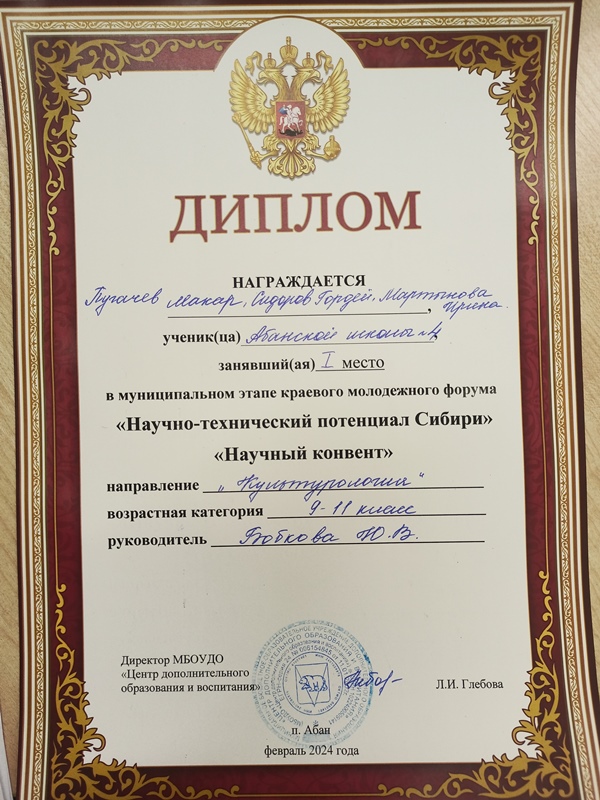 ДИПЛОМ
НАГРАЖДАЕТСЯ
Пугачев Макар, Сидоров Гордей, Мартынова Ирина.
ученик(ца) Абанской школы №4
занявший(ая) I место
в муниципальном этапе краевого молодежного форума
«Научно-технический потенциал Сибири»
«Научный конвент»
направление „Культурология"
возрастная категория 9-11 класс
руководитель Бобкова Ю.В.
Директор МБОУДО
«Центр дополнительного
образования и воспитания»
Л.И. Глебова
п. Абан
февраль 2024 года